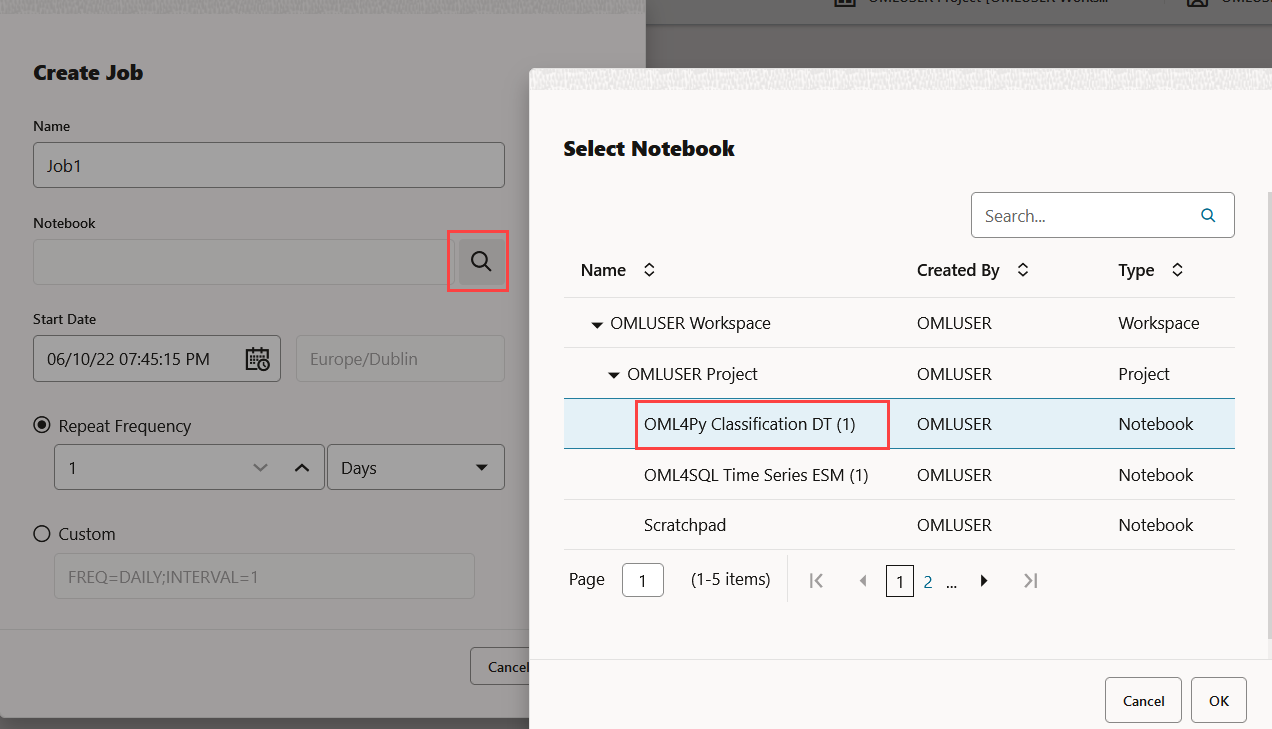 OMLUSER Project [OMLUSER Works...
Create Job
Name
Job1
Notebook
Start Date
06/10/22 07:45:15 PM
Europe/Dublin
Repeat Frequency
1
Days
Custom
FREQ=DAILY;INTERVAL=1
Cancel
Select Notebook
Search...
Name Created By Type
OMLUSER Workspace OMLUSER Workspace
OMLUSER Project OMLUSER Project
OML4Py Classification DT (1) OMLUSER Notebook
OML4SQL Time Series ESM (1) OMLUSER Notebook
Scratchpad OMLUSER Notebook
Page 1 (1-5 items) 1 2 ...
Cancel OK